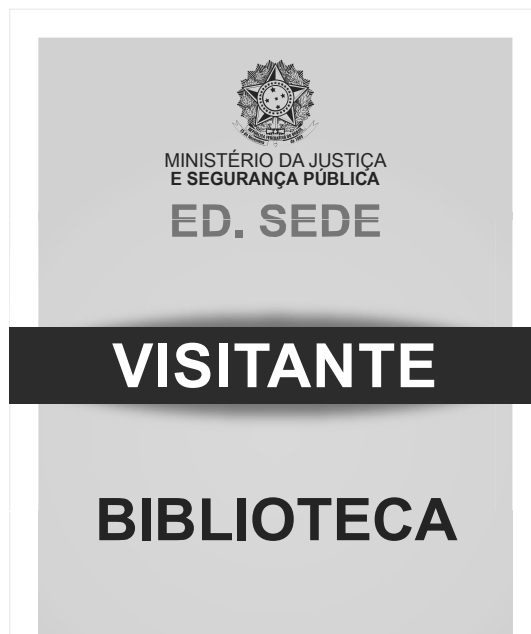 MINISTÉRIO DA JUSTIÇA
E SEGURANÇA PÚBLICA
ED. SEDE
VISITANTE
BIBLIOTECA